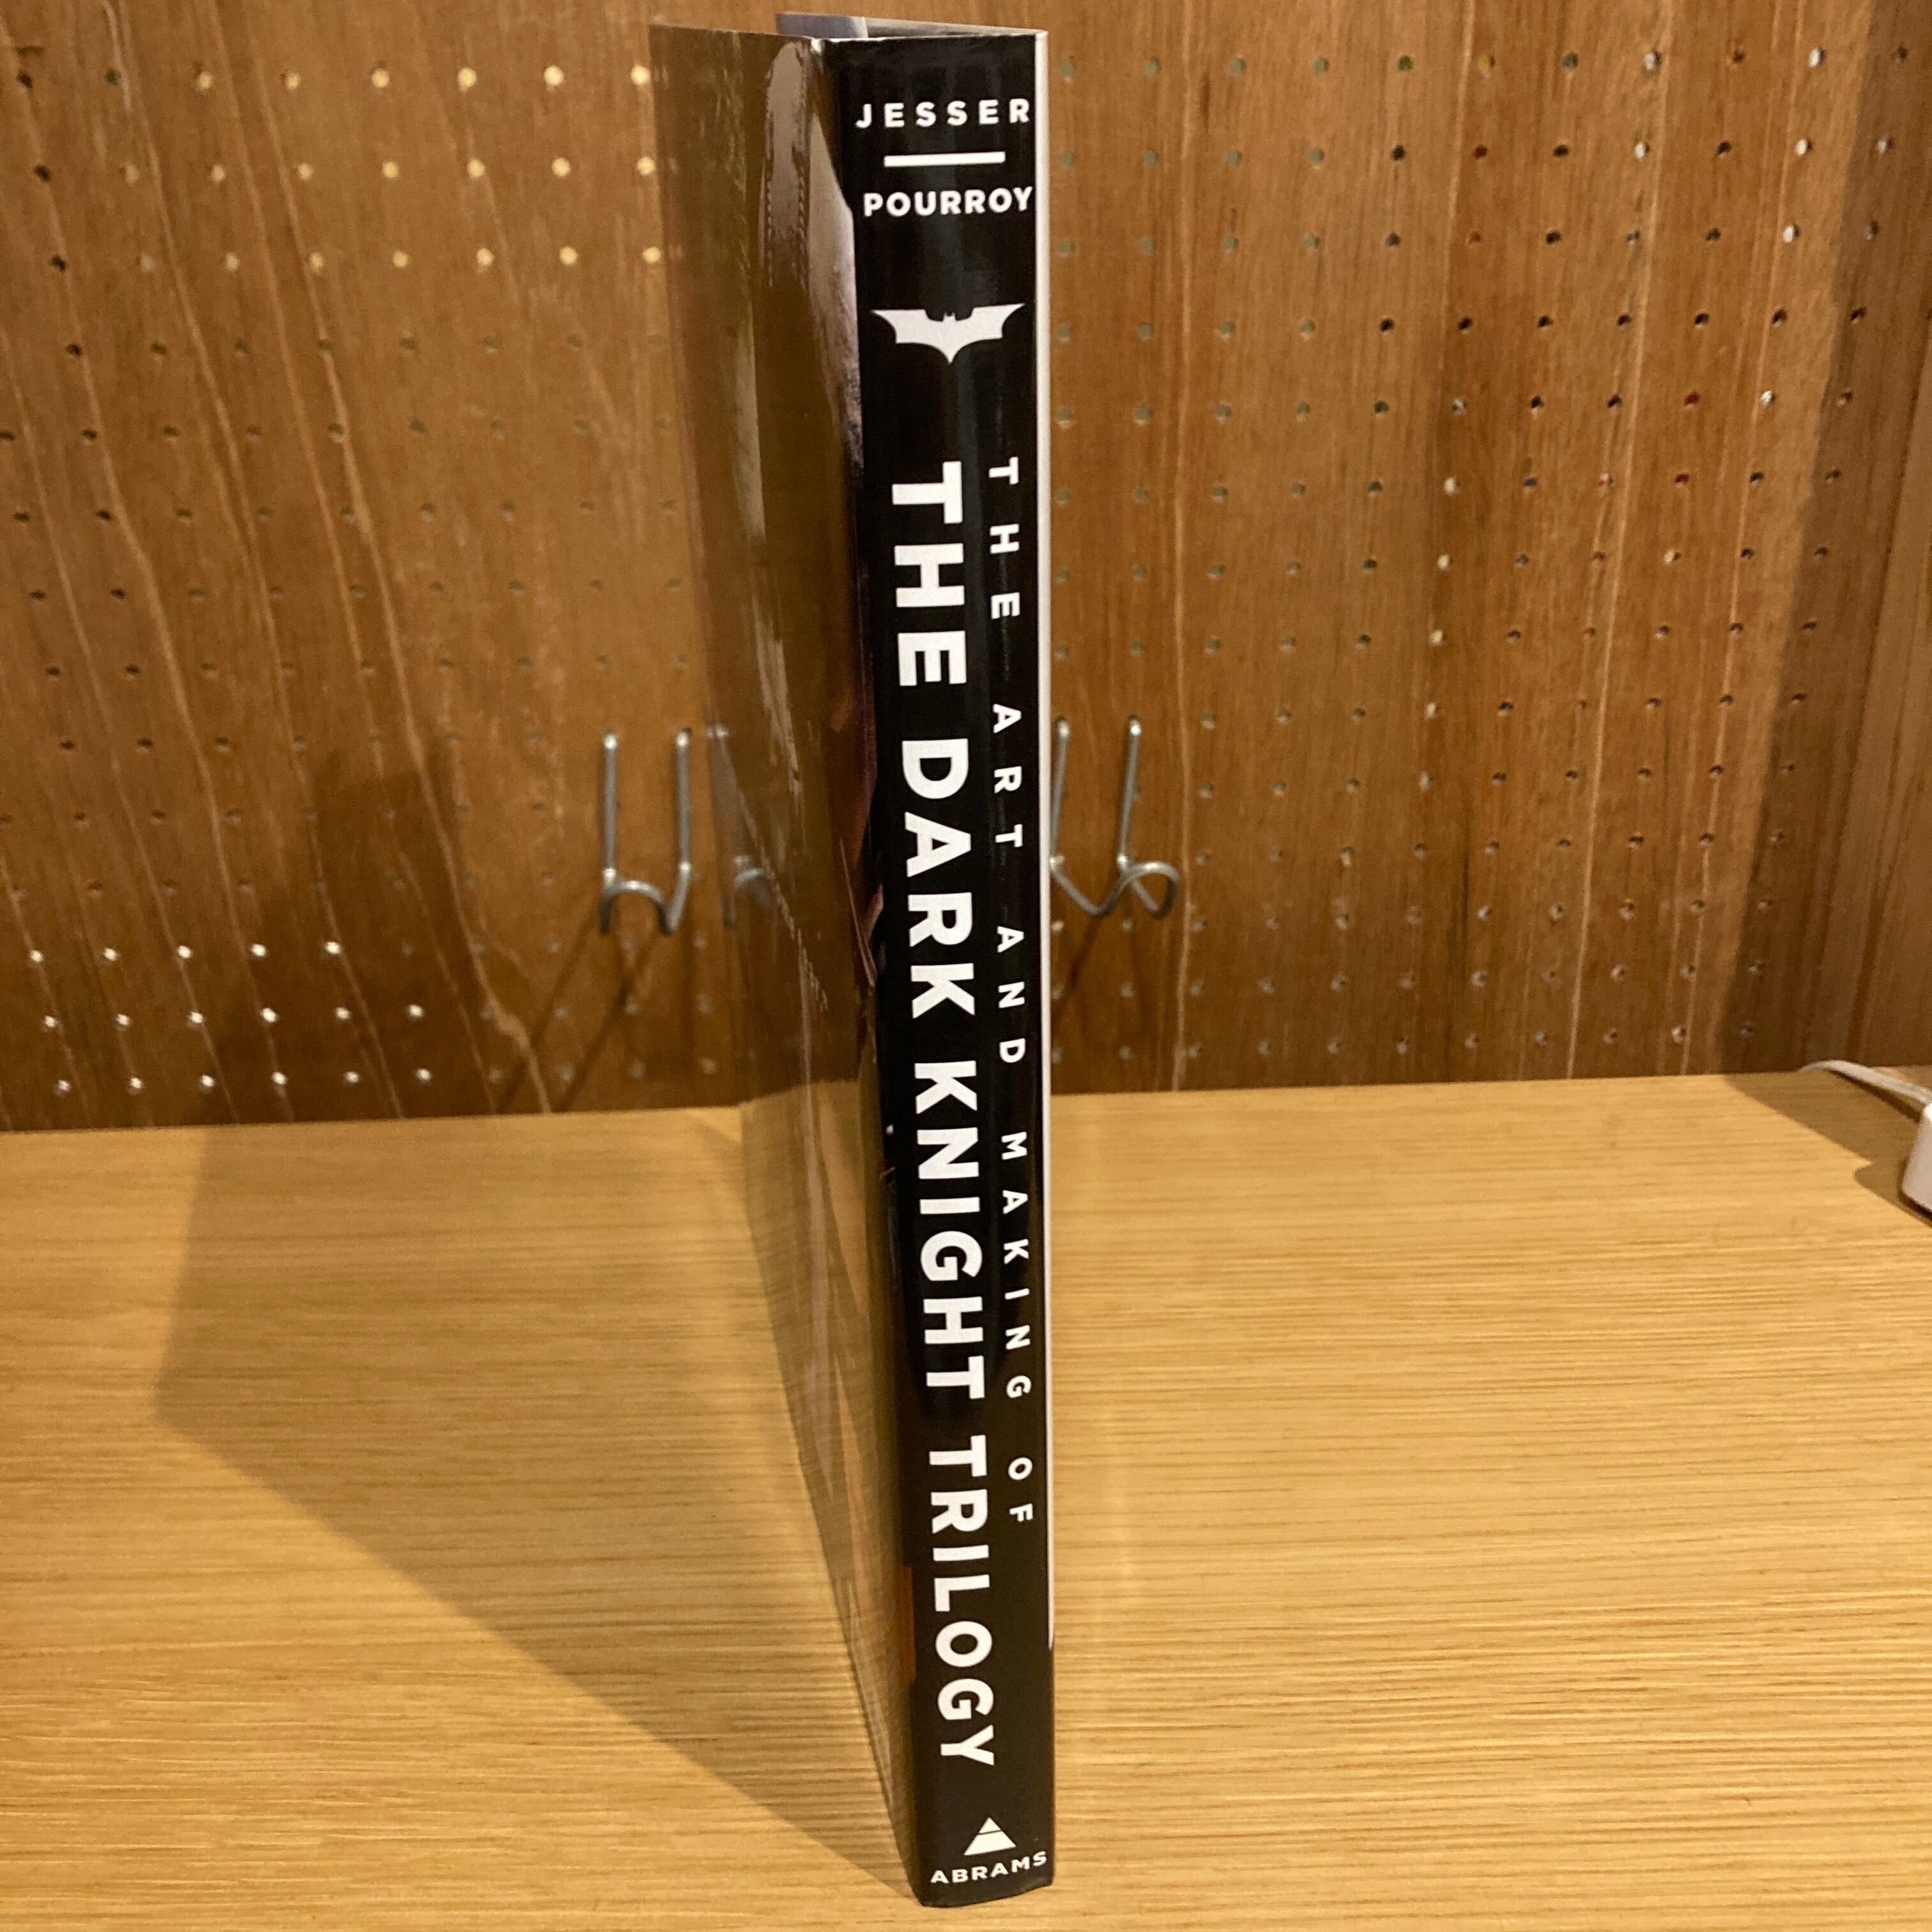 JESSER
POURROY
THE ART AND MAKING OF
THE DARK KNIGHT TRILOGY
ABRAMS